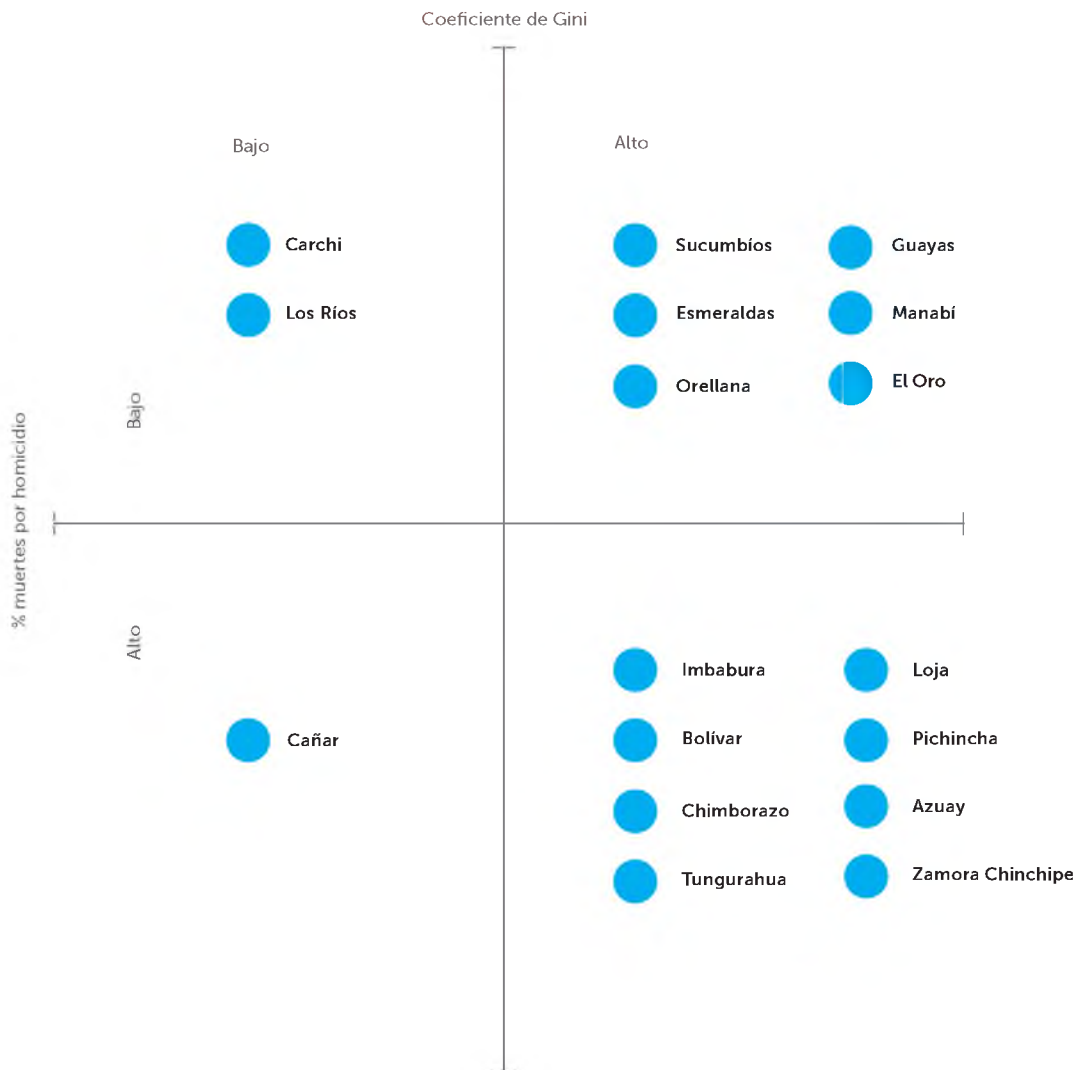 Coeficiente de Gini
Bajo
Alto
Carchi
Sucumbíos
Guayas
Los Ríos
Esmeraldas
Manabí
Orellana
El Oro
Bajo
% muertes por homicidio
Alto
Imbabura
Loja
Cañar
Bolívar
Pichincha
Chimborazo
Azuay
Tungurahua
Zamora Chinchipe